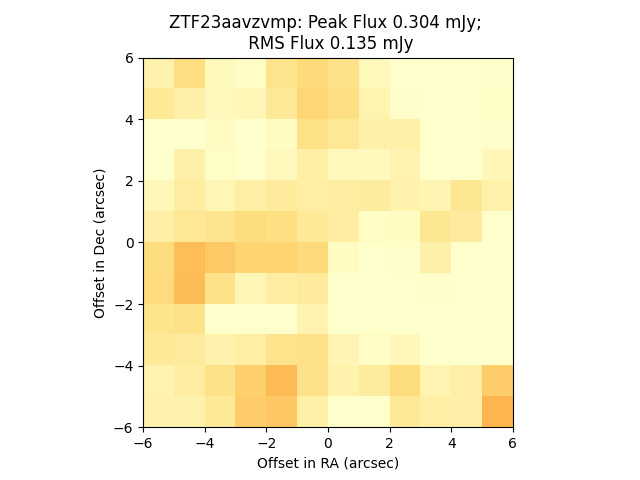 ZTF23aavzvmp: Peak Flux 0.304 mJy;
RMS Flux 0.135 mJy
6
4
2
0
−2
−4
−6
Offset in Dec (arcsec)
−6 −4 −2 0 2 4 6
Offset in RA (arcsec)